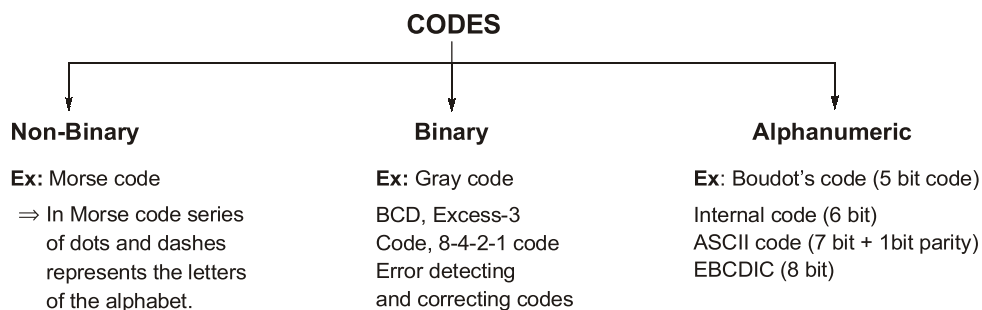 CODES
Non-Binary
Ex: Morse code
⇒ In Morse code series
of dots and dashes
represents the letters
of the alphabet.
Binary
Ex: Gray code
BCD, Excess-3
Code, 8-4-2-1 code
Error detecting
and correcting codes
Alphanumeric
Ex: Boudot's code (5 bit code)
Internal code (6 bit)
ASCII code (7 bit + 1bit parity)
EBCDIC (8 bit)